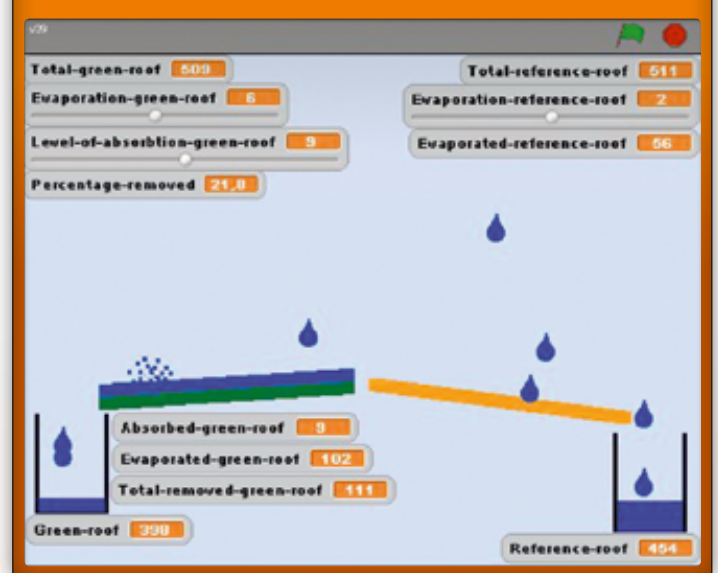 v29
Total-green-roof 509
Total-reference-roof 511
Evaporation-green-roof 6
Evaporation-reference-roof 2
Level-of-absorbtion-green-roof 9
Evaporated-reference-roof 56
Percentage-removed 21,8
Absorbed-green-roof 9
Evaporated-green-roof 102
Total-removed-green-roof 111
Green-roof 398
Reference-roof 454